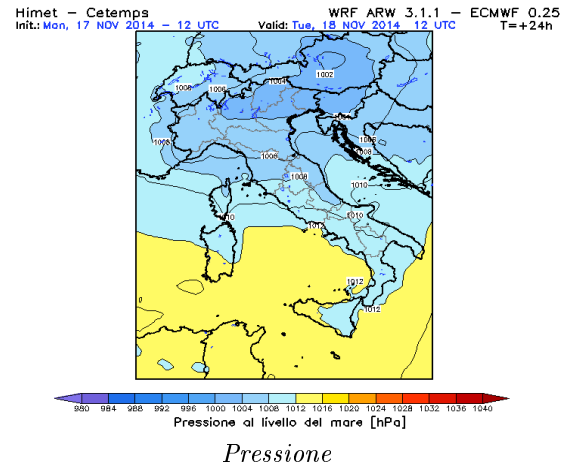 Himet – Cetemps WRF ARW 3.1.1 – ECMWF 0.25
Init.: Mon, 17 NOV 2014 – 12 UTC Valid: Tue, 18 NOV 2014 12 UTC T=+24h
1002
1004
1008
1006
1006
1008
1008
1008
1010
1010
1012
1012
1012
980 984 988 992 996 1000 1004 1008 1012 1016 1020 1024 1028 1032 1036 1040
Pressione al livello del mare [hPa]
Pressione